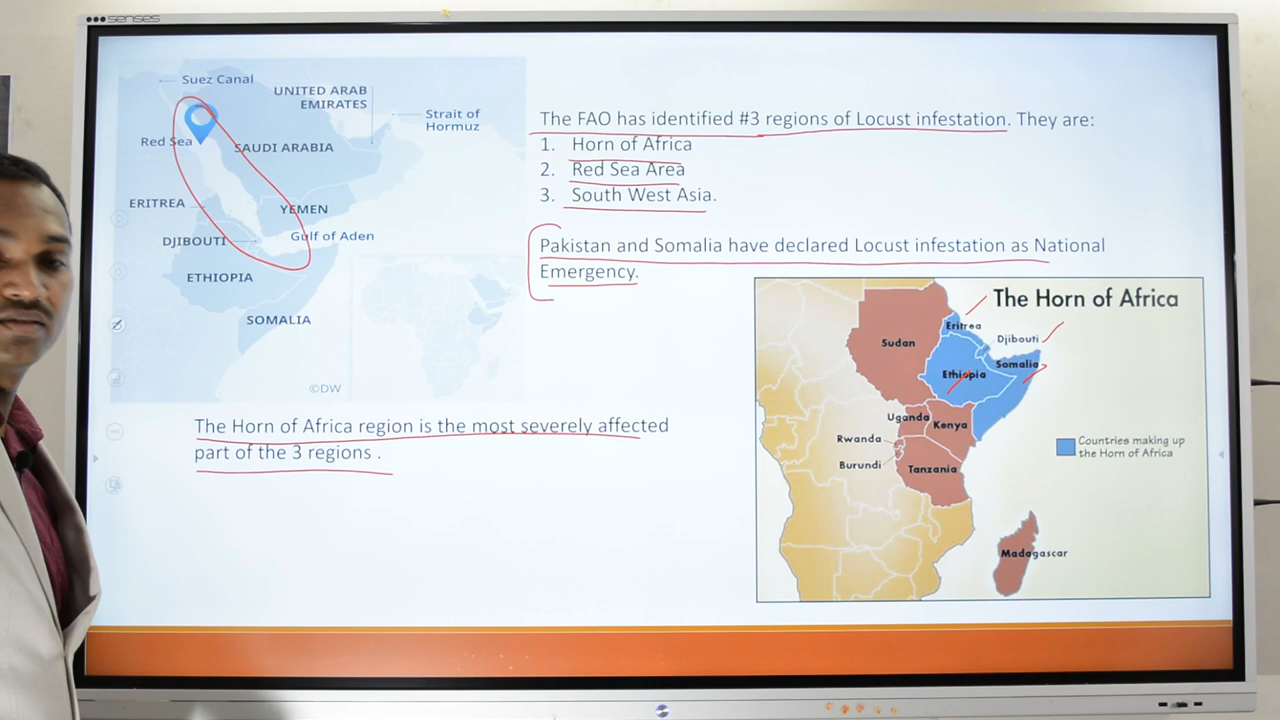 senses
Suez Canal
UNITED ARAB
EMIRATES
Strait of
Hormuz
Red Sea
SAUDI ARABIA
ERITREA
YEMEN
DJIBOUTI
Gulf of Aden
ETHIOPIA
SOMALIA
©DW
The FAO has identified #3 regions of Locust infestation. They are:
1. Horn of Africa
2. Red Sea Area
3. South West Asia.
Pakistan and Somalia have declared Locust infestation as National
Emergency.
The Horn of Africa region is the most severely affected
part of the 3 regions .
The Horn of Africa
Eritrea
Sudan
Djibouti
Somalia
Ethiopia
Uganda
Kenya
Rwanda
Burundi
Tanzania
Countries making up
the Horn of Africa
Madagascar